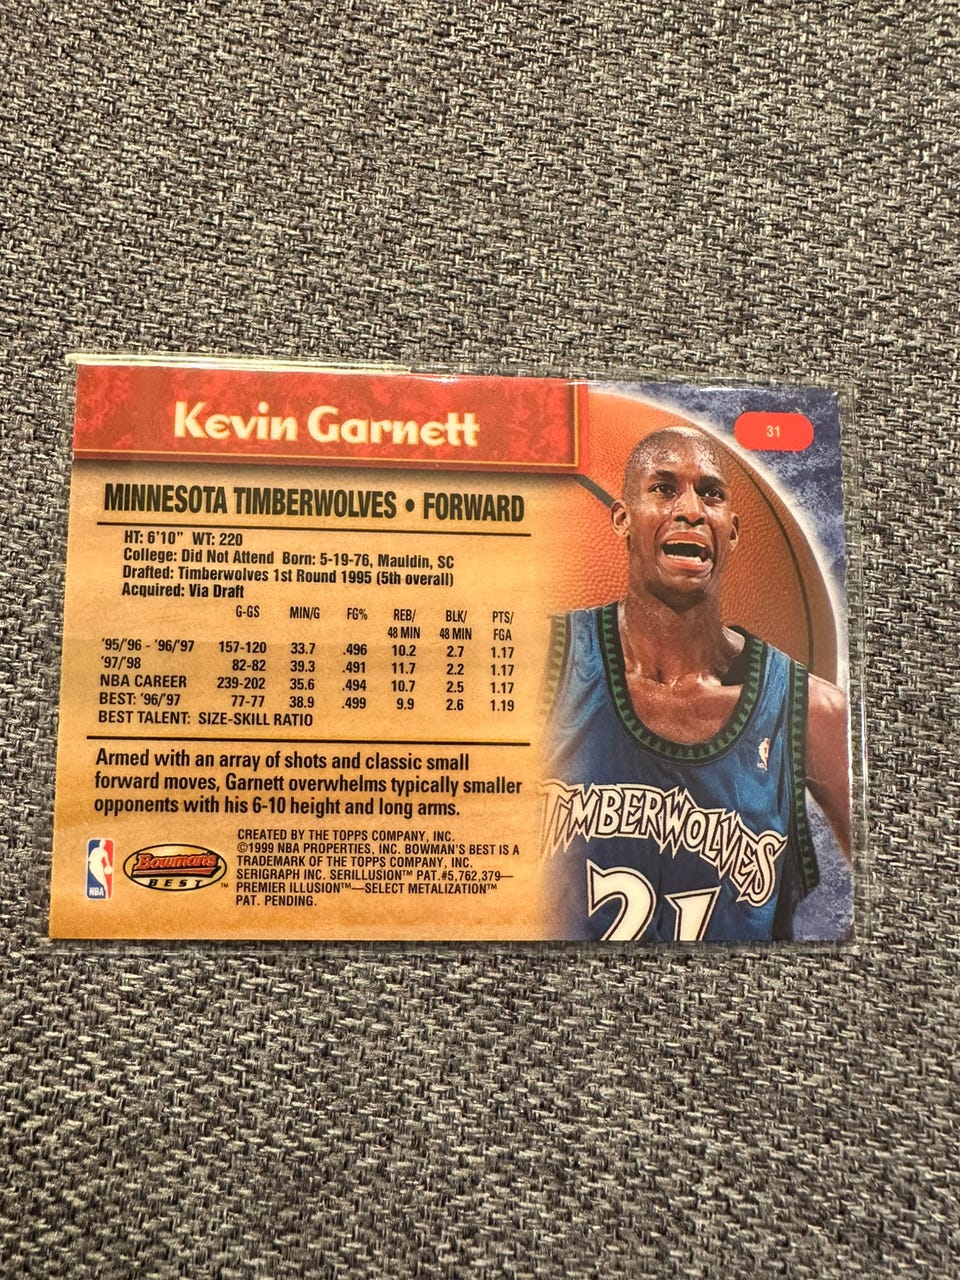 Kevin Garnett
31
MINNESOTA TIMBERWOLVES • FORWARD
HT: 6'10" WT: 220
College: Did Not Attend Born: 5-19-76, Mauldin, SC
Drafted: Timberwolves 1st Round 1995 (5th overall)
Acquired: Via Draft
G-GS MIN/G FG% REB/ BLK/ PTS/
48 MIN 48 MIN FGA
'95/'96 - '96/'97 157-120 33.7 .496 10.2 2.7 1.17
'97/'98 82-82 39.3 .491 11.7 2.2 1.17
NBA CAREER 239-202 35.6 .494 10.7 2.5 1.17
BEST: '96/'97 77-77 38.9 .499 9.9 2.6 1.19
BEST TALENT: SIZE-SKILL RATIO
Armed with an array of shots and classic small
forward moves, Garnett overwhelms typically smaller
opponents with his 6-10 height and long arms.
CREATED BY THE TOPPS COMPANY, INC.
©1999 NBA PROPERTIES, INC. BOWMAN'S BEST IS A
TRADEMARK OF THE TOPPS COMPANY, INC.
SERIGRAPH INC. SERILLUSION™ PAT.#5,762,379—
PREMIER ILLUSION™—SELECT METALIZATION™
PAT. PENDING.
NBA
Bowman's
BEST™
TIMBERWOLVES
21